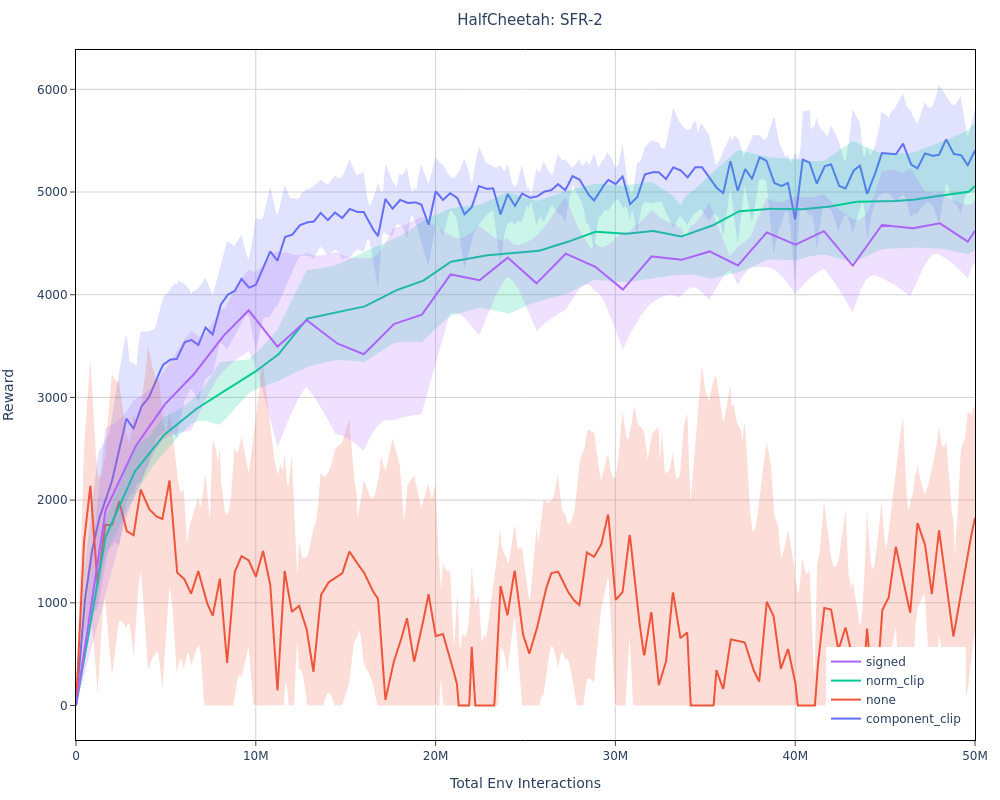 HalfCheetah: SFR-2
Reward
6000
5000
4000
3000
2000
1000
0
0
10M
20M
30M
40M
50M
Total Env Interactions
signed
norm_clip
none
component_clip